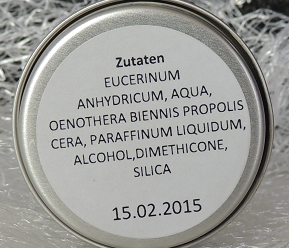 Zutaten
EUCERINUM
ANHYDRICUM, AQUA,
OENOTHERA BIENNIS PROPOLIS
CERA, PARAFFINUM LIQUIDUM,
ALCOHOL,DIMETHICONE,
SILICA
15.02.2015